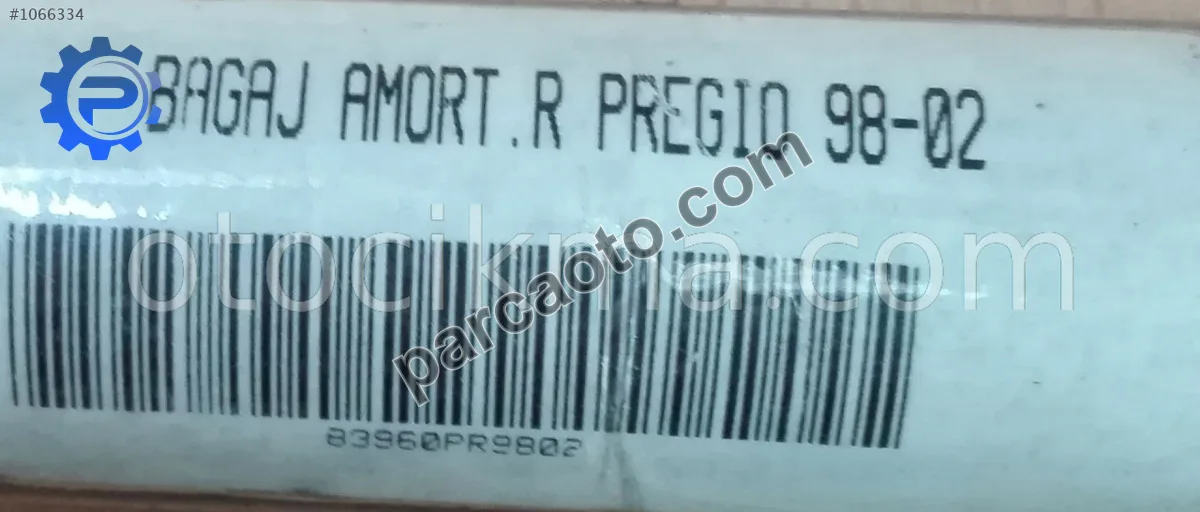 #1066334
BAGAJ AMORT.R PREGIO 98-02
otocikma.com
parcaoto.com
83960PR9802